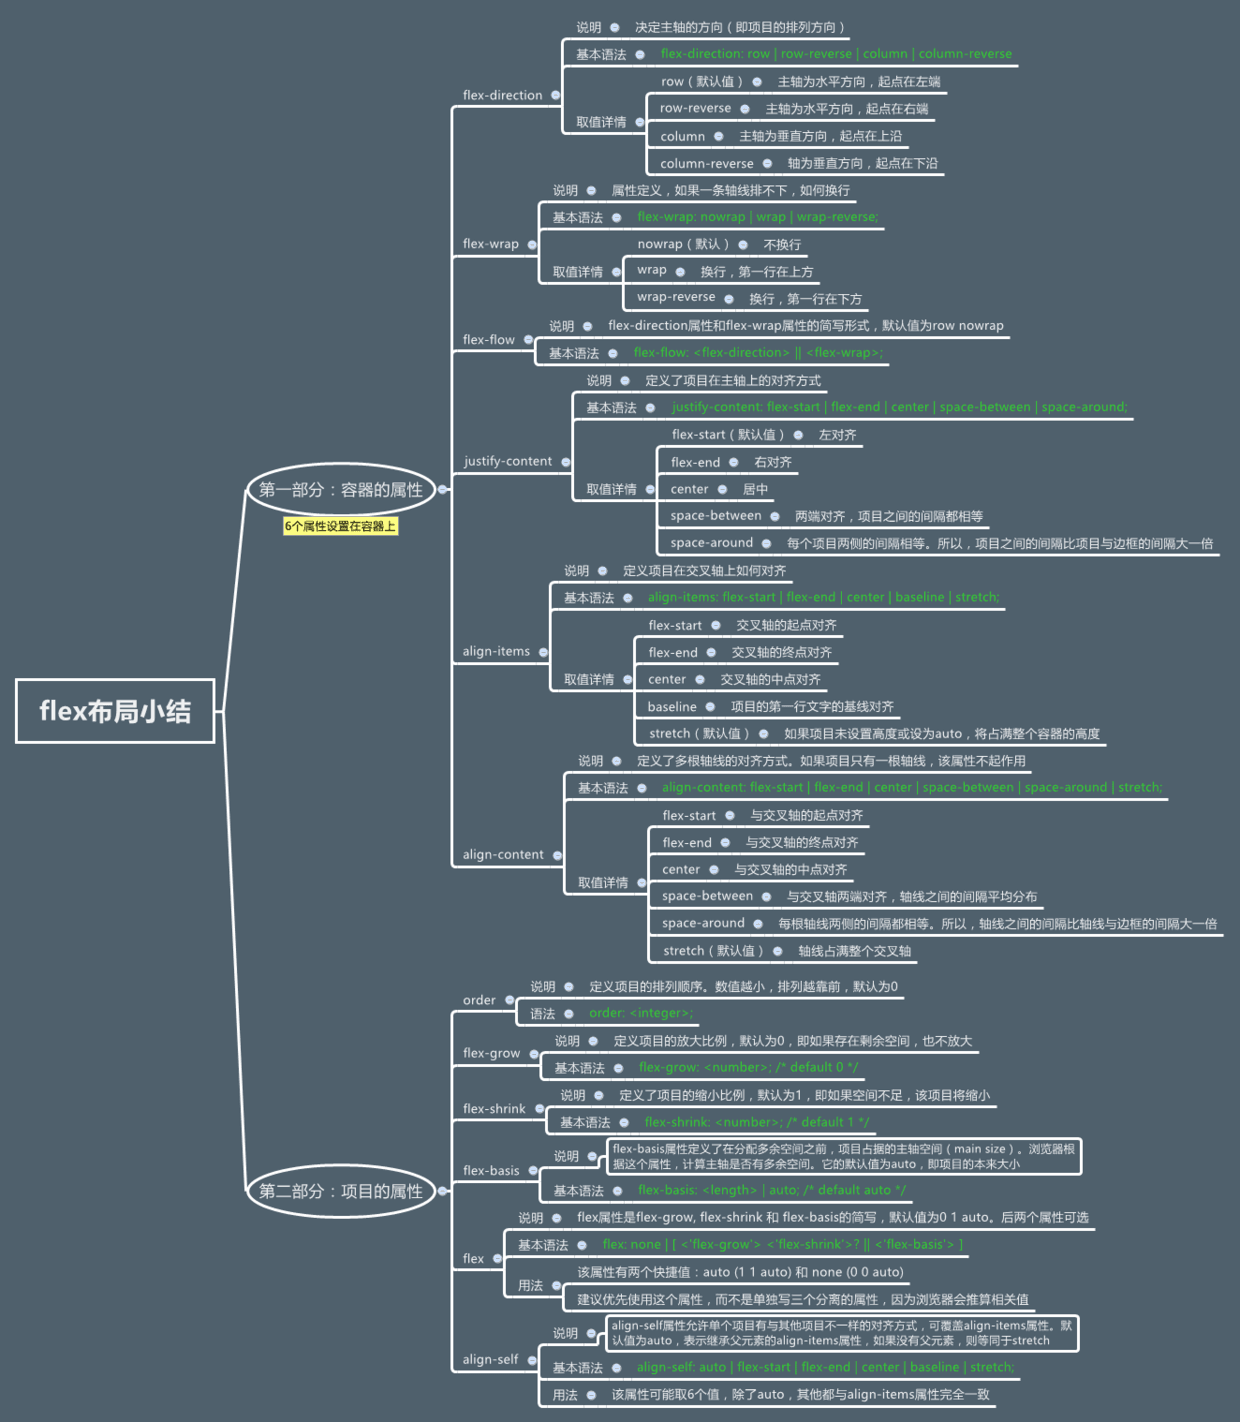 flex布局小结
第一部分：容器的属性
6个属性设置在容器上
flex-direction
说明
决定主轴的方向（即项目的排列方向）
基本语法
flex-direction: row | row-reverse | column | column-reverse
取值详情
row（默认值）
主轴为水平方向，起点在左端
row-reverse
主轴为水平方向，起点在右端
column
主轴为垂直方向，起点在上沿
column-reverse
轴为垂直方向，起点在下沿
flex-wrap
说明
属性定义，如果一条轴线排不下，如何换行
基本语法
flex-wrap: nowrap | wrap | wrap-reverse;
取值详情
nowrap（默认）
不换行
wrap
换行，第一行在上方
wrap-reverse
换行，第一行在下方
flex-flow
说明
flex-direction属性和flex-wrap属性的简写形式，默认值为row nowrap
基本语法
flex-flow: <flex-direction> || <flex-wrap>;
justify-content
说明
定义了项目在主轴上的对齐方式
基本语法
justify-content: flex-start | flex-end | center | space-between | space-around;
取值详情
flex-start（默认值）
左对齐
flex-end
右对齐
center
居中
space-between
两端对齐，项目之间的间隔都相等
space-around
每个项目两侧的间隔相等。所以，项目之间的间隔比项目与边框的间隔大一倍
align-items
说明
定义项目在交叉轴上如何对齐
基本语法
align-items: flex-start | flex-end | center | baseline | stretch;
取值详情
flex-start
交叉轴的起点对齐
flex-end
交叉轴的终点对齐
center
交叉轴的中点对齐
baseline
项目的第一行文字的基线对齐
stretch（默认值）
如果项目未设置高度或设为auto，将占满整个容器的高度
align-content
说明
定义了多根轴线的对齐方式。如果项目只有一根轴线，该属性不起作用
基本语法
align-content: flex-start | flex-end | center | space-between | space-around | stretch;
取值详情
flex-start
与交叉轴的起点对齐
flex-end
与交叉轴的终点对齐
center
与交叉轴的中点对齐
space-between
与交叉轴两端对齐，轴线之间的间隔平均分布
space-around
每根轴线两侧的间隔都相等。所以，轴线之间的间隔比轴线与边框的间隔大一倍
stretch（默认值）
轴线占满整个交叉轴
第二部分：项目的属性
order
说明
定义项目的排列顺序。数值越小，排列越靠前，默认为0
语法
order: <integer>;
flex-grow
说明
定义项目的放大比例，默认为0，即如果存在剩余空间，也不放大
基本语法
flex-grow: <number>; /* default 0 */
flex-shrink
说明
定义了项目的缩小比例，默认为1，即如果空间不足，该项目将缩小
基本语法
flex-shrink: <number>; /* default 1 */
flex-basis
说明
flex-basis属性定义了在分配多余空间之前，项目占据的主轴空间（main size）。浏览器根
据这个属性，计算主轴是否有多余空间。它的默认值为auto，即项目的本来大小
基本语法
flex-basis: <length> | auto; /* default auto */
flex
说明
flex属性是flex-grow, flex-shrink 和 flex-basis的简写，默认值为0 1 auto。后两个属性可选
基本语法
flex: none | [ <'flex-grow'> <'flex-shrink'>? || <'flex-basis'> ]
用法
该属性有两个快捷值：auto (1 1 auto) 和 none (0 0 auto)
建议优先使用这个属性，而不是单独写三个分离的属性，因为浏览器会推算相关值
align-self
说明
align-self属性允许单个项目有与其他项目不一样的对齐方式，可覆盖align-items属性。默
认值为auto，表示继承父元素的align-items属性，如果没有父元素，则等同于stretch
基本语法
align-self: auto | flex-start | flex-end | center | baseline | stretch;
用法
该属性可能取6个值，除了auto，其他都与align-items属性完全一致